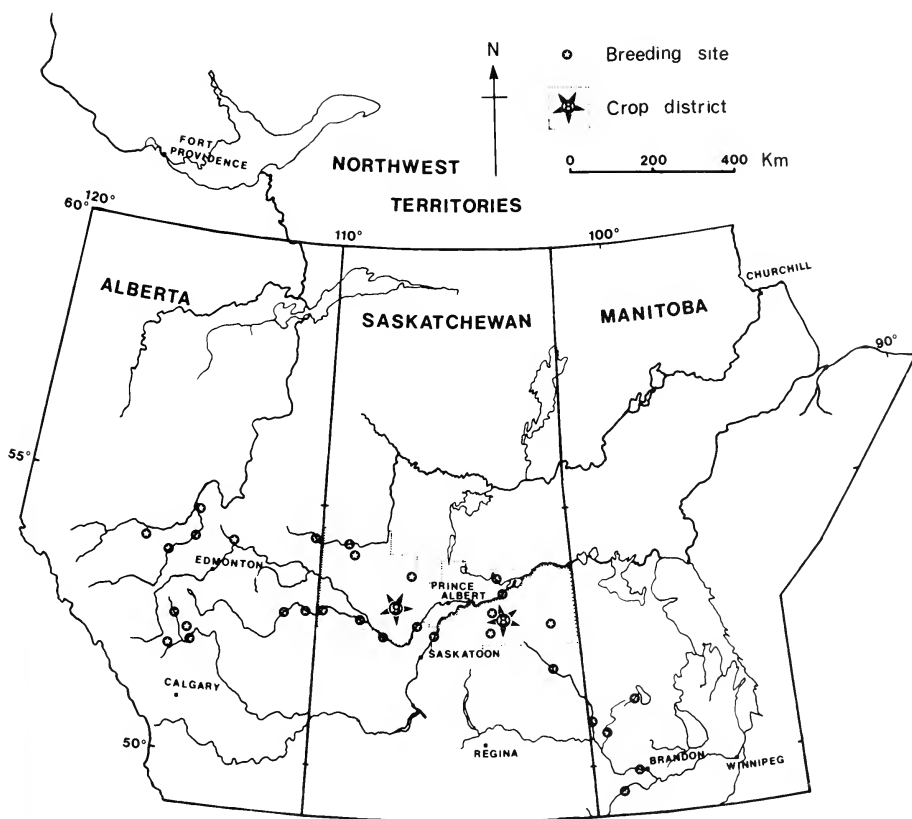 N
Breeding site
Crop district
0 200 400 Km
FORT
PROVIDENCE
NORTHWEST
TERRITORIES
120°
60°
110°
100°
CHURCHILL
ALBERTA
SASKATCHEWAN
MANITOBA
90°
55°
EDMONTON
PRINCE
ALBERT
SASKATOON
CALGARY
50°
REGINA
BRANDON
WINNIPEG